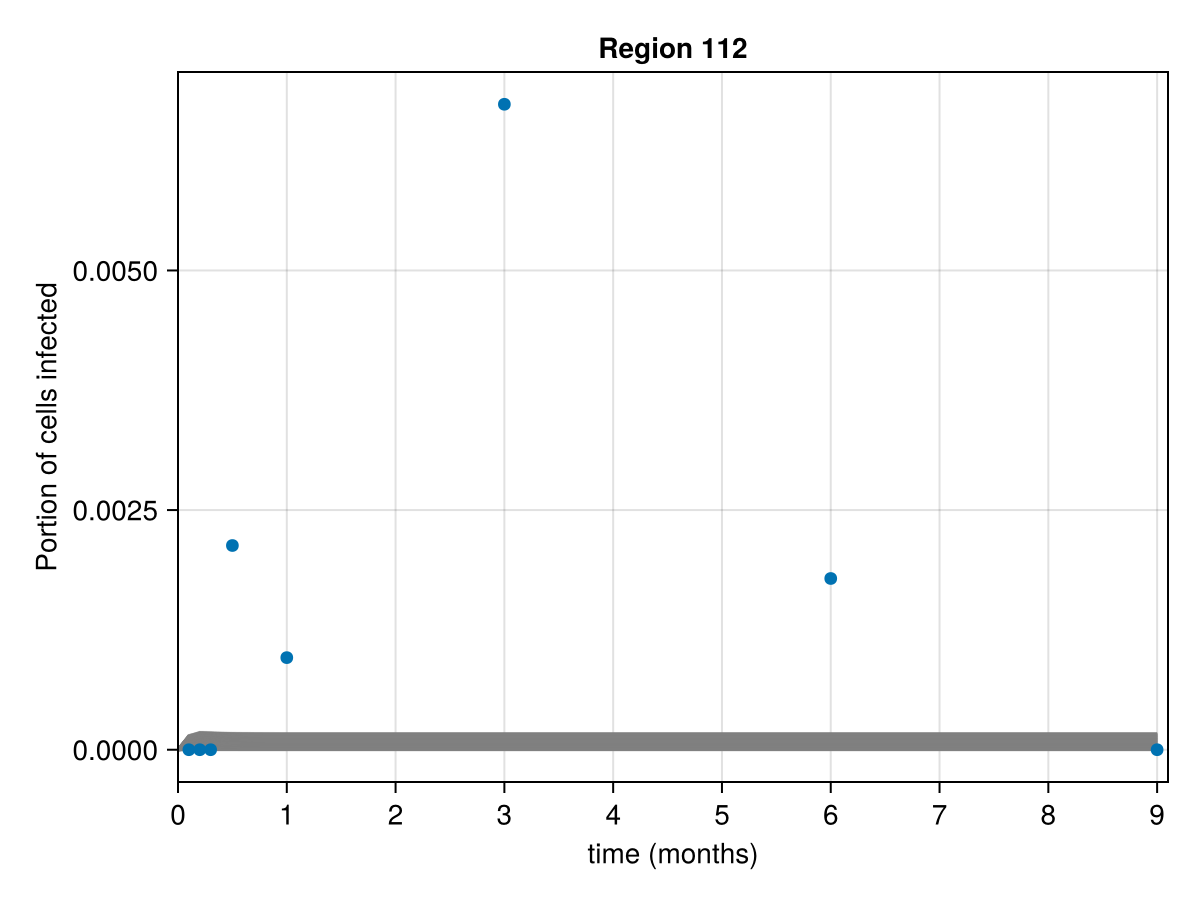 Region 112
Portion of cells infected
0.0050
0.0025
0.0000
0 1 2 3 4 5 6 7 8 9
time (months)